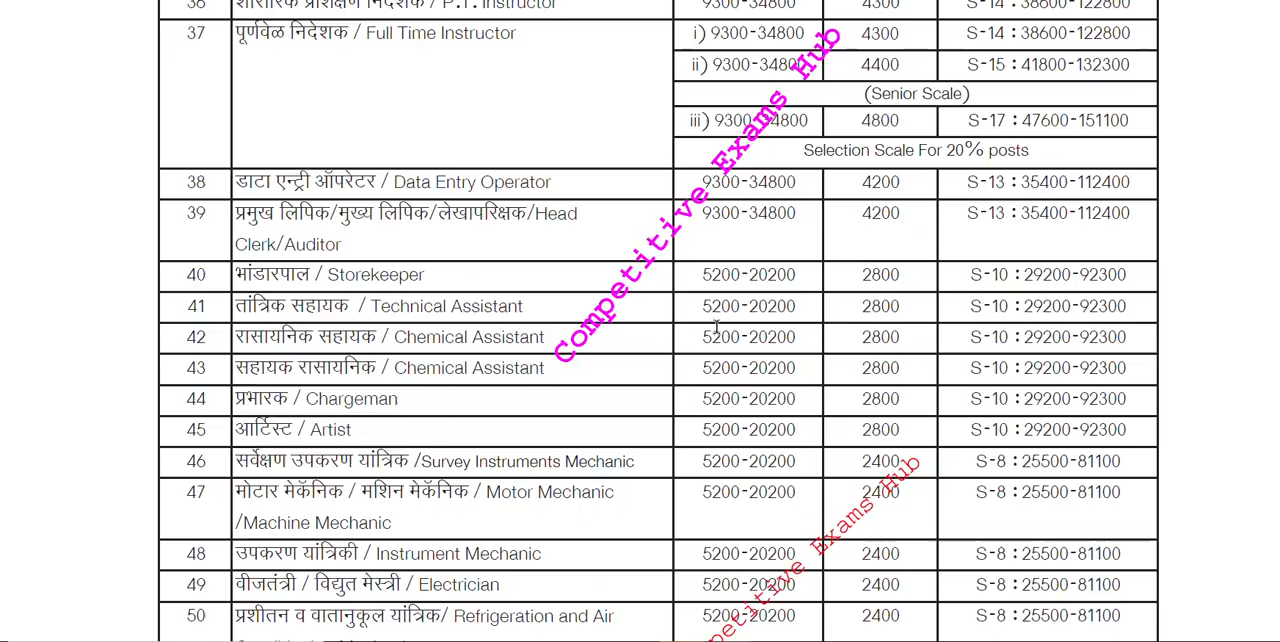 36 शारीरिक प्रशिक्षण निदेशक / P.T. Instructor 9300-34800 4300 S-14 : 38600-122800
37 पूर्णवेळ निदेशक / Full Time Instructor i) 9300-34800 4300 S-14 : 38600-122800
ii) 9300-34800 4400 S-15 : 41800-132300
(Senior Scale)
iii) 9300-34800 4800 S-17 : 47600-151100
Selection Scale For 20% posts
38 डाटा एन्ट्री ऑपरेटर / Data Entry Operator 9300-34800 4200 S-13 : 35400-112400
39 प्रमुख लिपिक/मुख्य लिपिक/लेखापरिक्षक/Head 9300-34800 4200 S-13 : 35400-112400
Clerk/Auditor
40 भांडारपाल / Storekeeper 5200-20200 2800 S-10 : 29200-92300
41 तांत्रिक सहायक / Technical Assistant 5200-20200 2800 S-10 : 29200-92300
42 रासायनिक सहायक / Chemical Assistant 5200-20200 2800 S-10 : 29200-92300
43 सहायक रासायनिक / Chemical Assistant 5200-20200 2800 S-10 : 29200-92300
44 प्रभारक / Chargeman 5200-20200 2800 S-10 : 29200-92300
45 आर्टिस्ट / Artist 5200-20200 2800 S-10 : 29200-92300
46 सर्वेक्षण उपकरण यांत्रिक /Survey Instruments Mechanic 5200-20200 2400 S-8 : 25500-81100
47 मोटार मेकॅनिक / मशिन मेकॅनिक / Motor Mechanic 5200-20200 2400 S-8 : 25500-81100
/Machine Mechanic
48 उपकरण यांत्रिकी / Instrument Mechanic 5200-20200 2400 S-8 : 25500-81100
49 वीजतंत्री / विद्युत मेस्त्री / Electrician 5200-20200 2400 S-8 : 25500-81100
50 प्रशीतन व वातानुकूल यांत्रिक/ Refrigeration and Air 5200-20200 2400 S-8 : 25500-81100
Competitive Exams Hub
Exams Hub